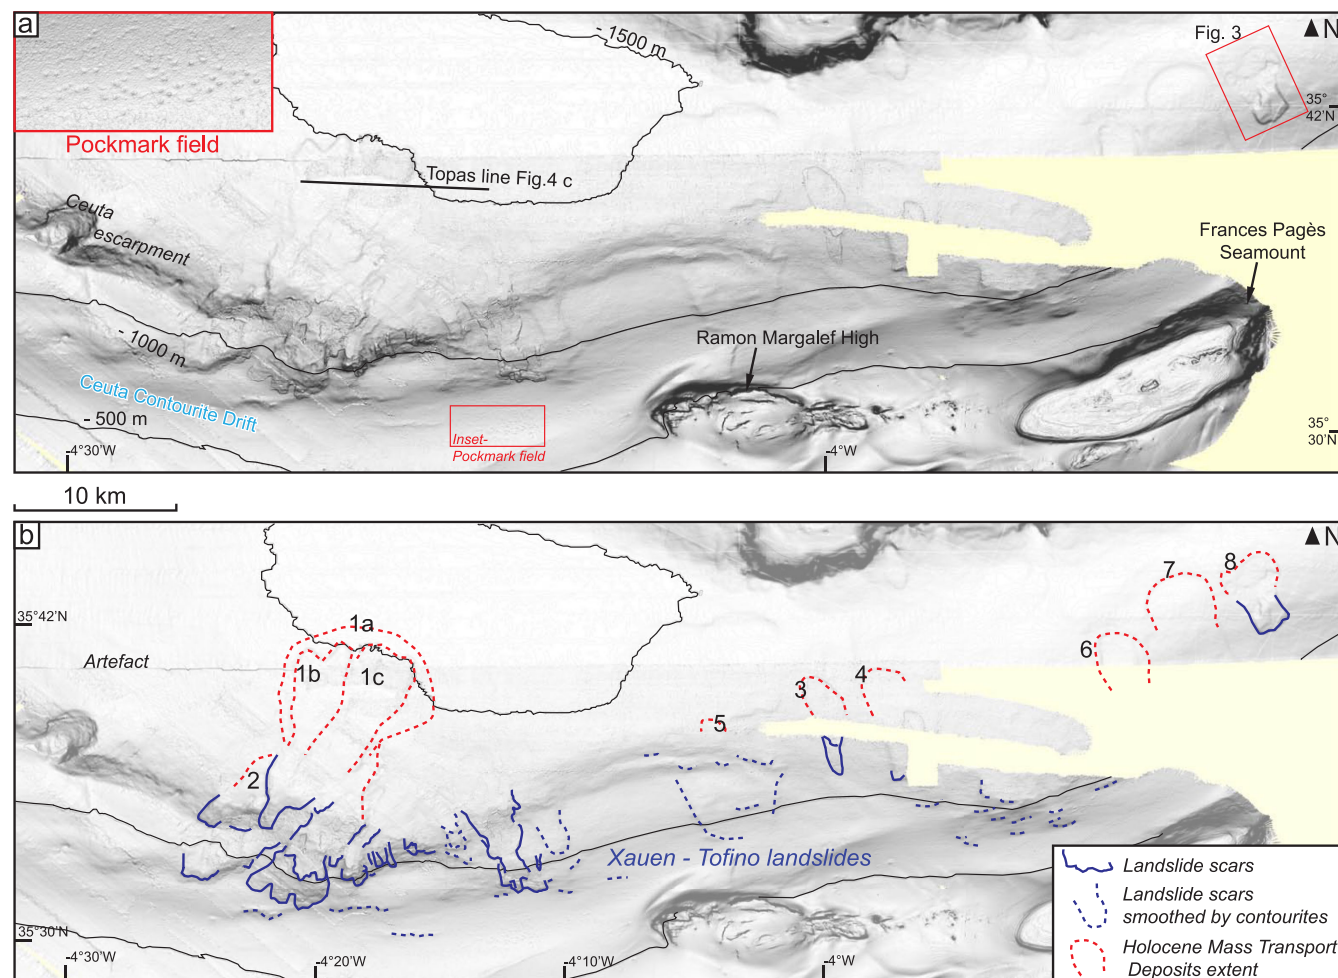 a
- 1500 m
N
Fig. 3
35°
42'N
Pockmark field
Topas line Fig.4 c
Ceuta
escarpment
Frances Pagès
Seamount
- 1000 m
Ramon Margalef High
Ceuta Contourite Drift
- 500 m
Inset-
Pockmark field
35°
30'N
-4°30'W
-4°W
10 km
b
N
7
8
35°42'N
1a
Artefact
1b
1c
6
3
4
5
2
Xauen - Tofino landslides
Landslide scars
Landslide scars
smoothed by contourites
Holocene Mass Transport
Deposits extent
35°30'N
-4°30'W
-4°20'W
-4°10'W
-4°W